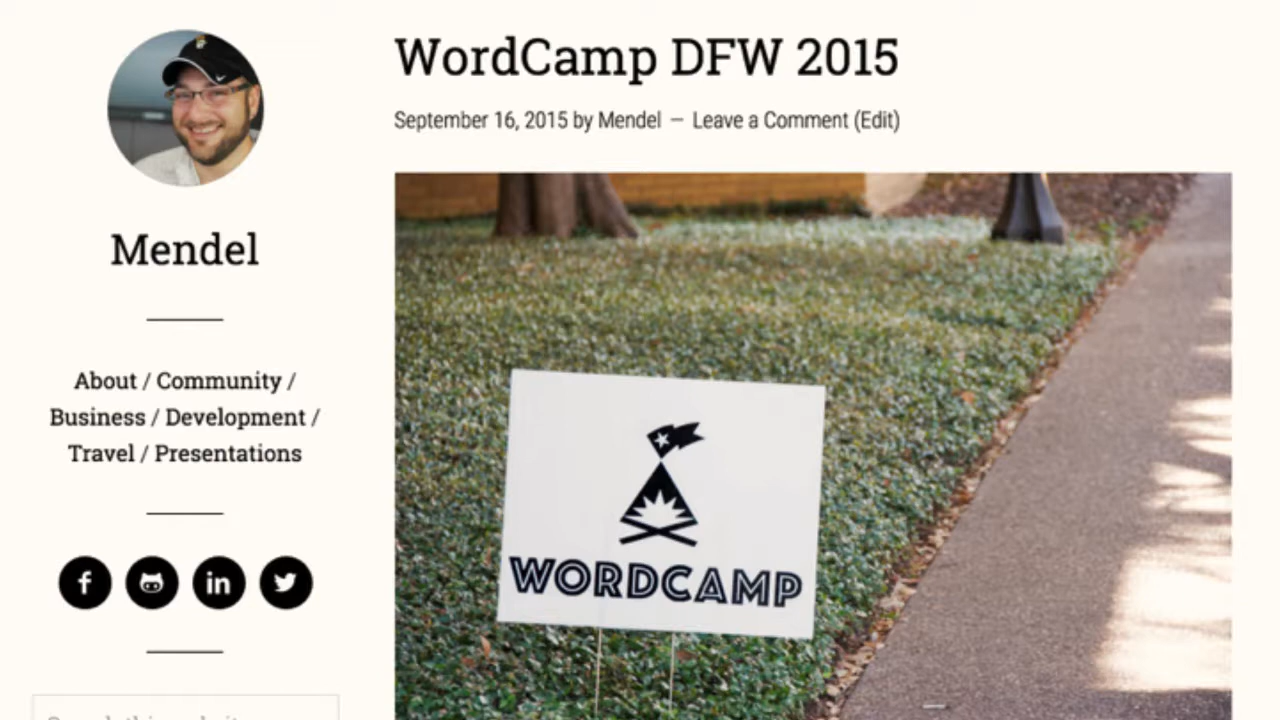 WordCamp DFW 2015
September 16, 2015 by Mendel — Leave a Comment (Edit)
Mendel
About / Community /
Business / Development /
Travel / Presentations
WORDCAMP